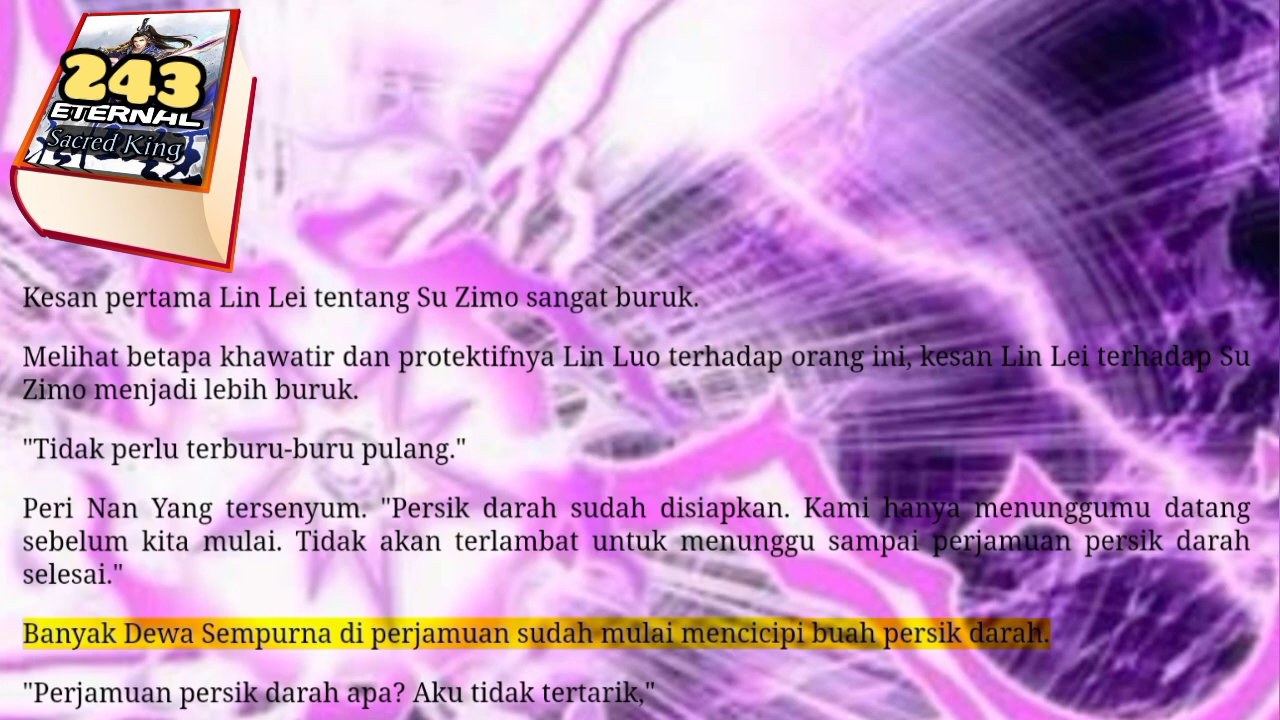 243
ETERNAL
Sacred King
Kesan pertama Lin Lei tentang Su Zimo sangat buruk.
Melihat betapa khawatir dan protektifnya Lin Luo terhadap orang ini, kesan Lin Lei terhadap Su
Zimo menjadi lebih buruk.
"Tidak perlu terburu-buru pulang."
Peri Nan Yang tersenyum. "Persik darah sudah disiapkan. Kami hanya menunggumu datang
sebelum kita mulai. Tidak akan terlambat untuk menunggu sampai perjamuan persik darah
selesai."
Banyak Dewa Sempurna di perjamuan sudah mulai mencicipi buah persik darah.
"Perjamuan persik darah apa? Aku tidak tertarik,"